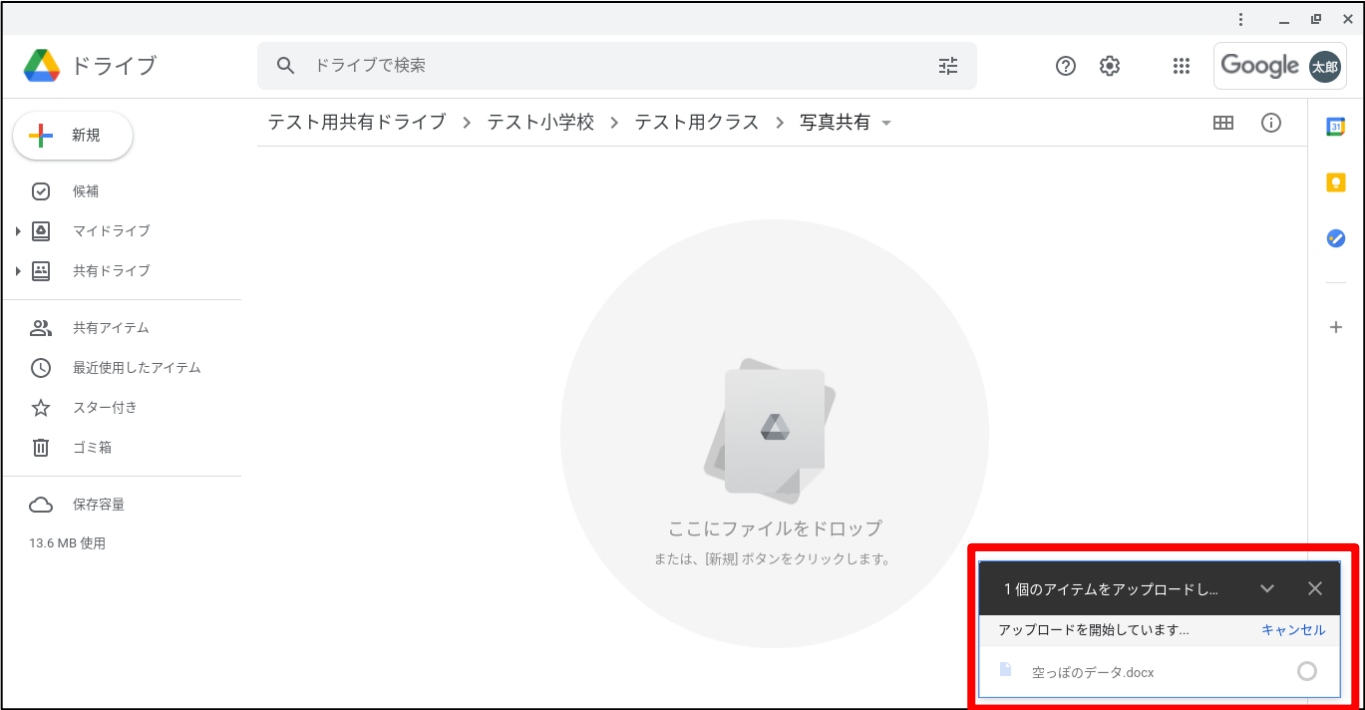 ドライブ
ドライブで検索
Google 太郎
テスト用共有ドライブ > テスト小学校 > テスト用クラス > 写真共有
31
新規
候補
マイドライブ
共有ドライブ
共有アイテム
最近使用したアイテム
スター付き
ゴミ箱
保存容量
13.6 MB 使用
ここにファイルをドロップ
または、[新規] ボタンをクリックします。
1 個のアイテムをアップロードし...
アップロードを開始しています... キャンセル
空っぽのデータ.docx